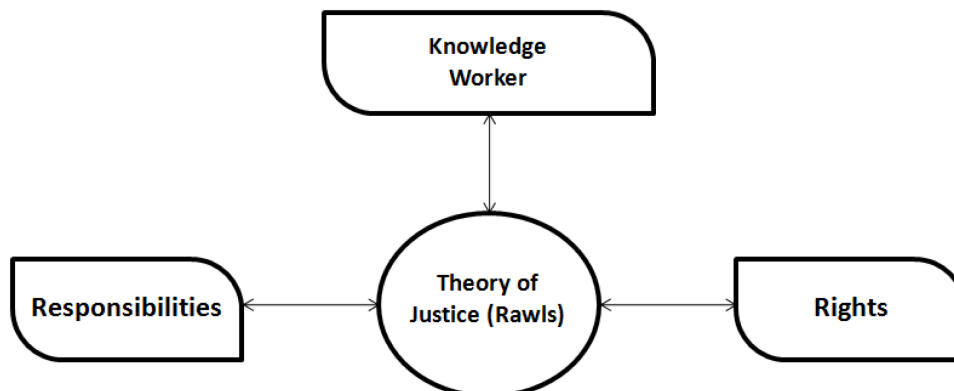 Knowledge
Worker
Theory of
Justice (Rawls)
Responsibilities
Rights